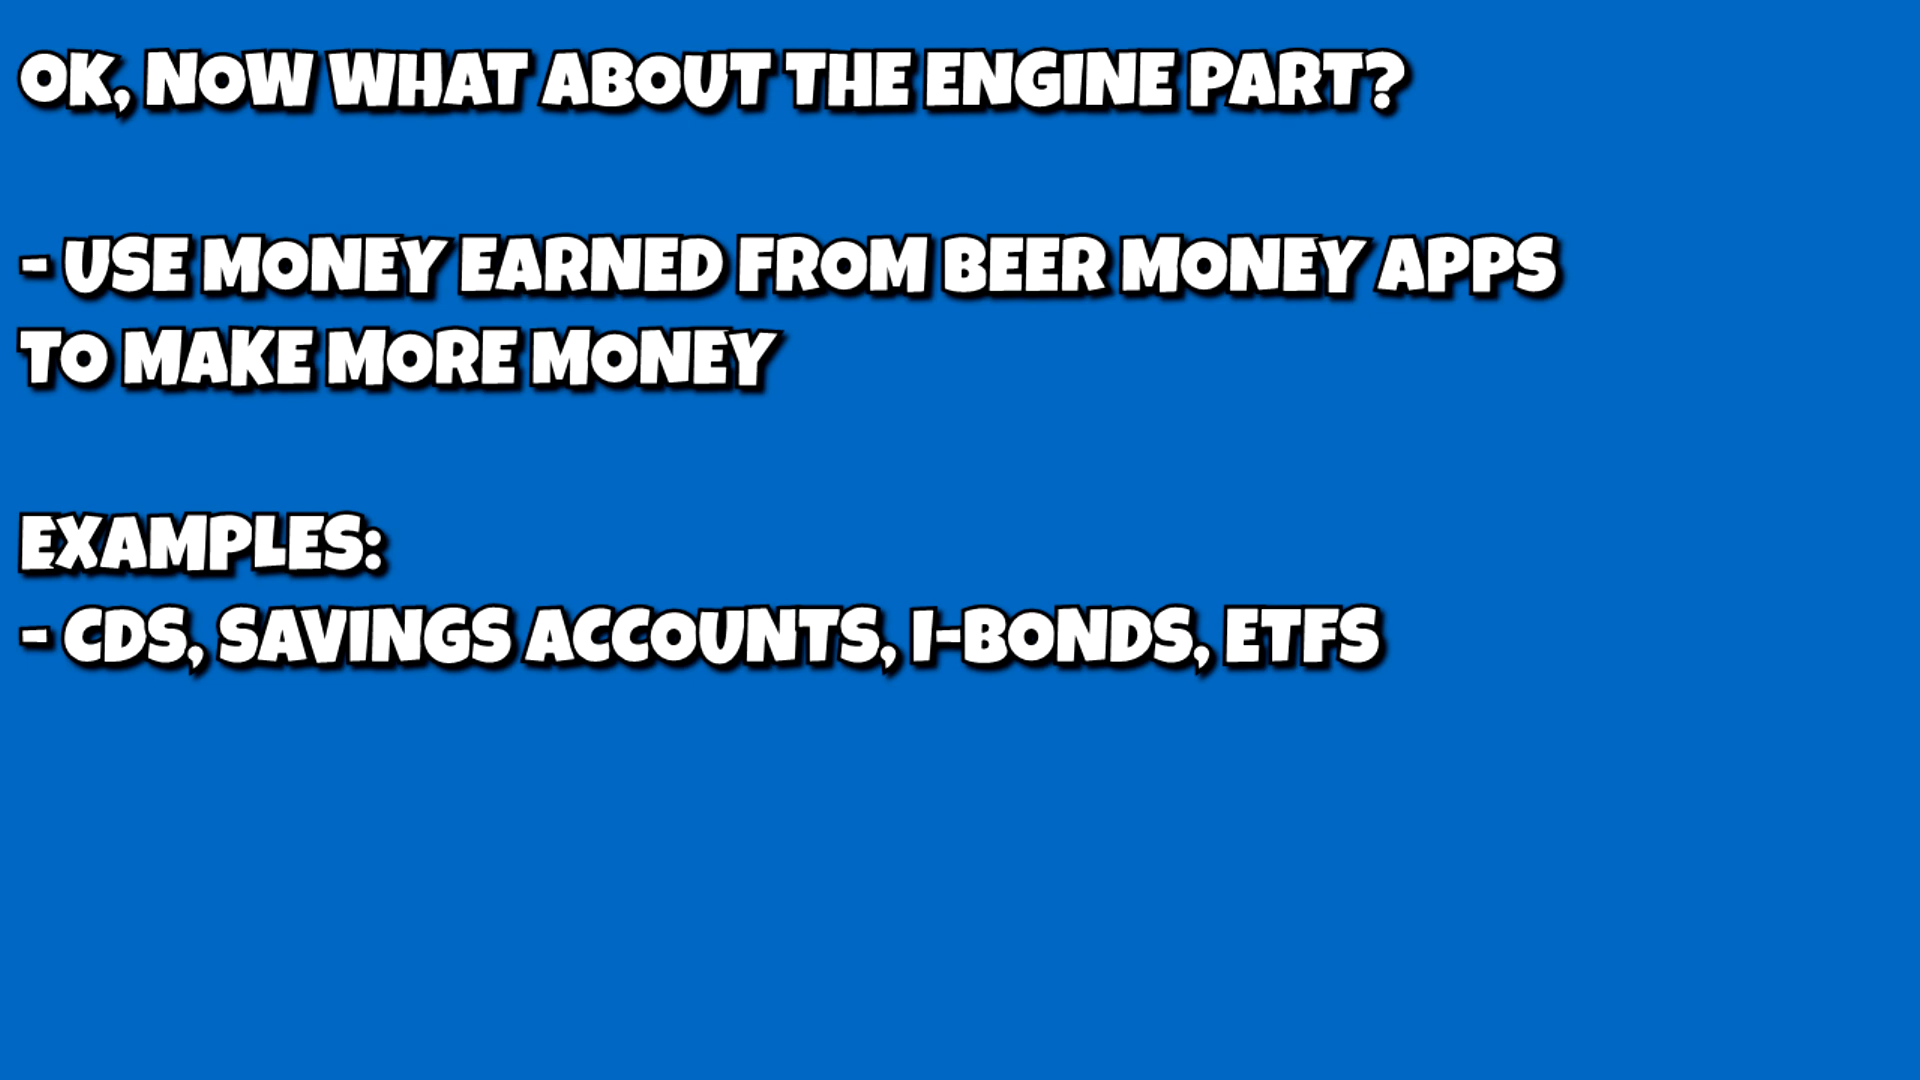 OK, NOW WHAT ABOUT THE ENGINE PART?
- USE MONEY EARNED FROM BEER MONEY APPS
TO MAKE MORE MONEY
EXAMPLES:
- CDS, SAVINGS ACCOUNTS, I-BONDS, ETFS